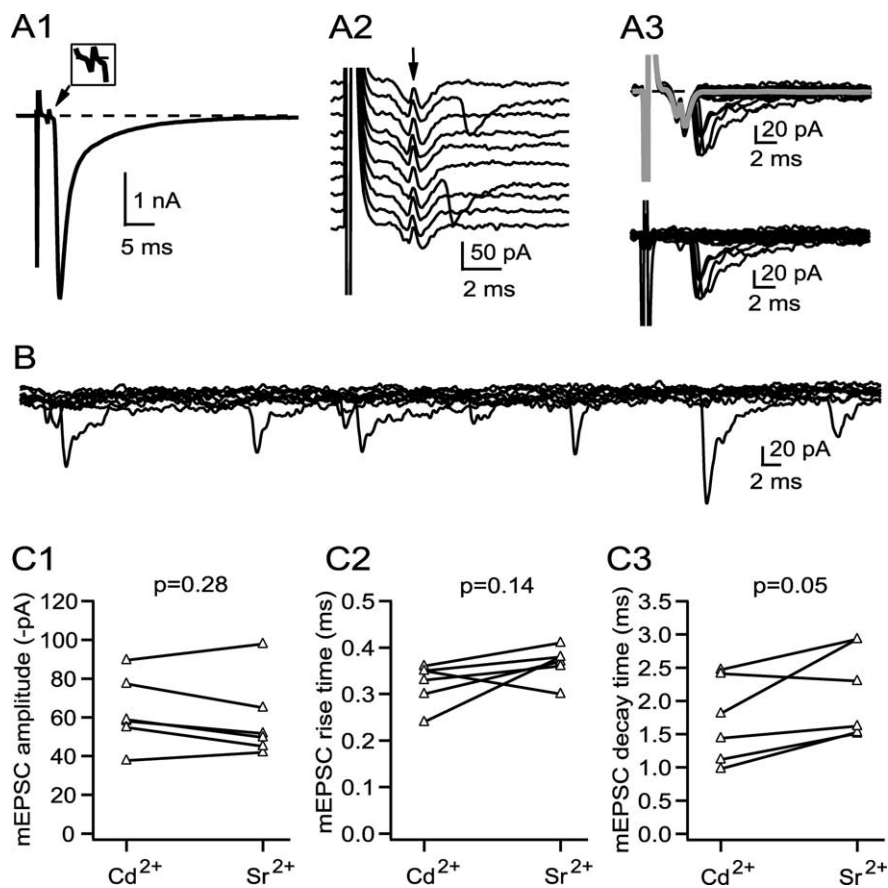 A1
A2
A3
1 nA
5 ms
50 pA
2 ms
20 pA
2 ms
20 pA
2 ms
B
20 pA
2 ms
C1
p=0.28
mEPSC amplitude (-pA)
120
100
80
60
40
20
0
Cd²⁺
Sr²⁺
C2
p=0.14
mEPSC rise time (ms)
0.5
0.4
0.3
0.2
0.1
0.0
Cd²⁺
Sr²⁺
C3
p=0.05
mEPSC decay time (ms)
3.5
3.0
2.5
2.0
1.5
1.0
0.5
0.0
Cd²⁺
Sr²⁺